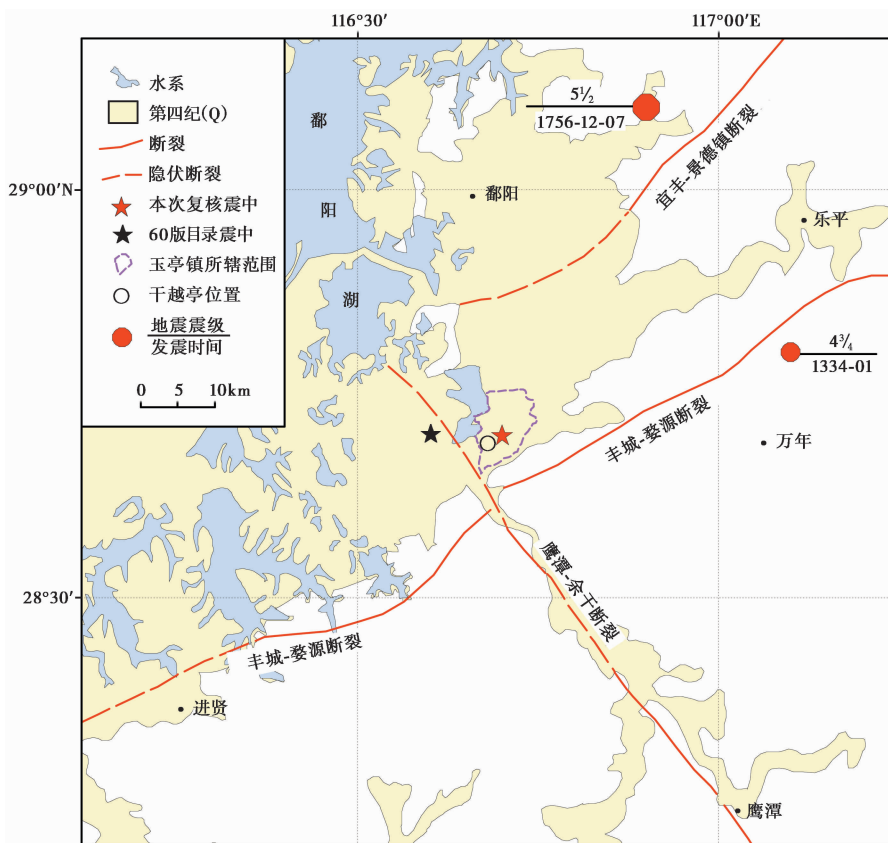 116°30′
117°00′E
29°00′N
28°30′
水系
第四纪(Q)
断裂
隐伏断裂
本次复核震中
60版目录震中
玉亭镇所辖范围
干越亭位置
地震震级
发震时间
0 5 10km
鄱
阳
湖
5½
1756-12-07
宜丰-景德镇断裂
鄱阳
乐平
4¾
1334-01
丰城-婺源断裂
万年
鹰潭-余干断裂
丰城-婺源断裂
进贤
鹰潭